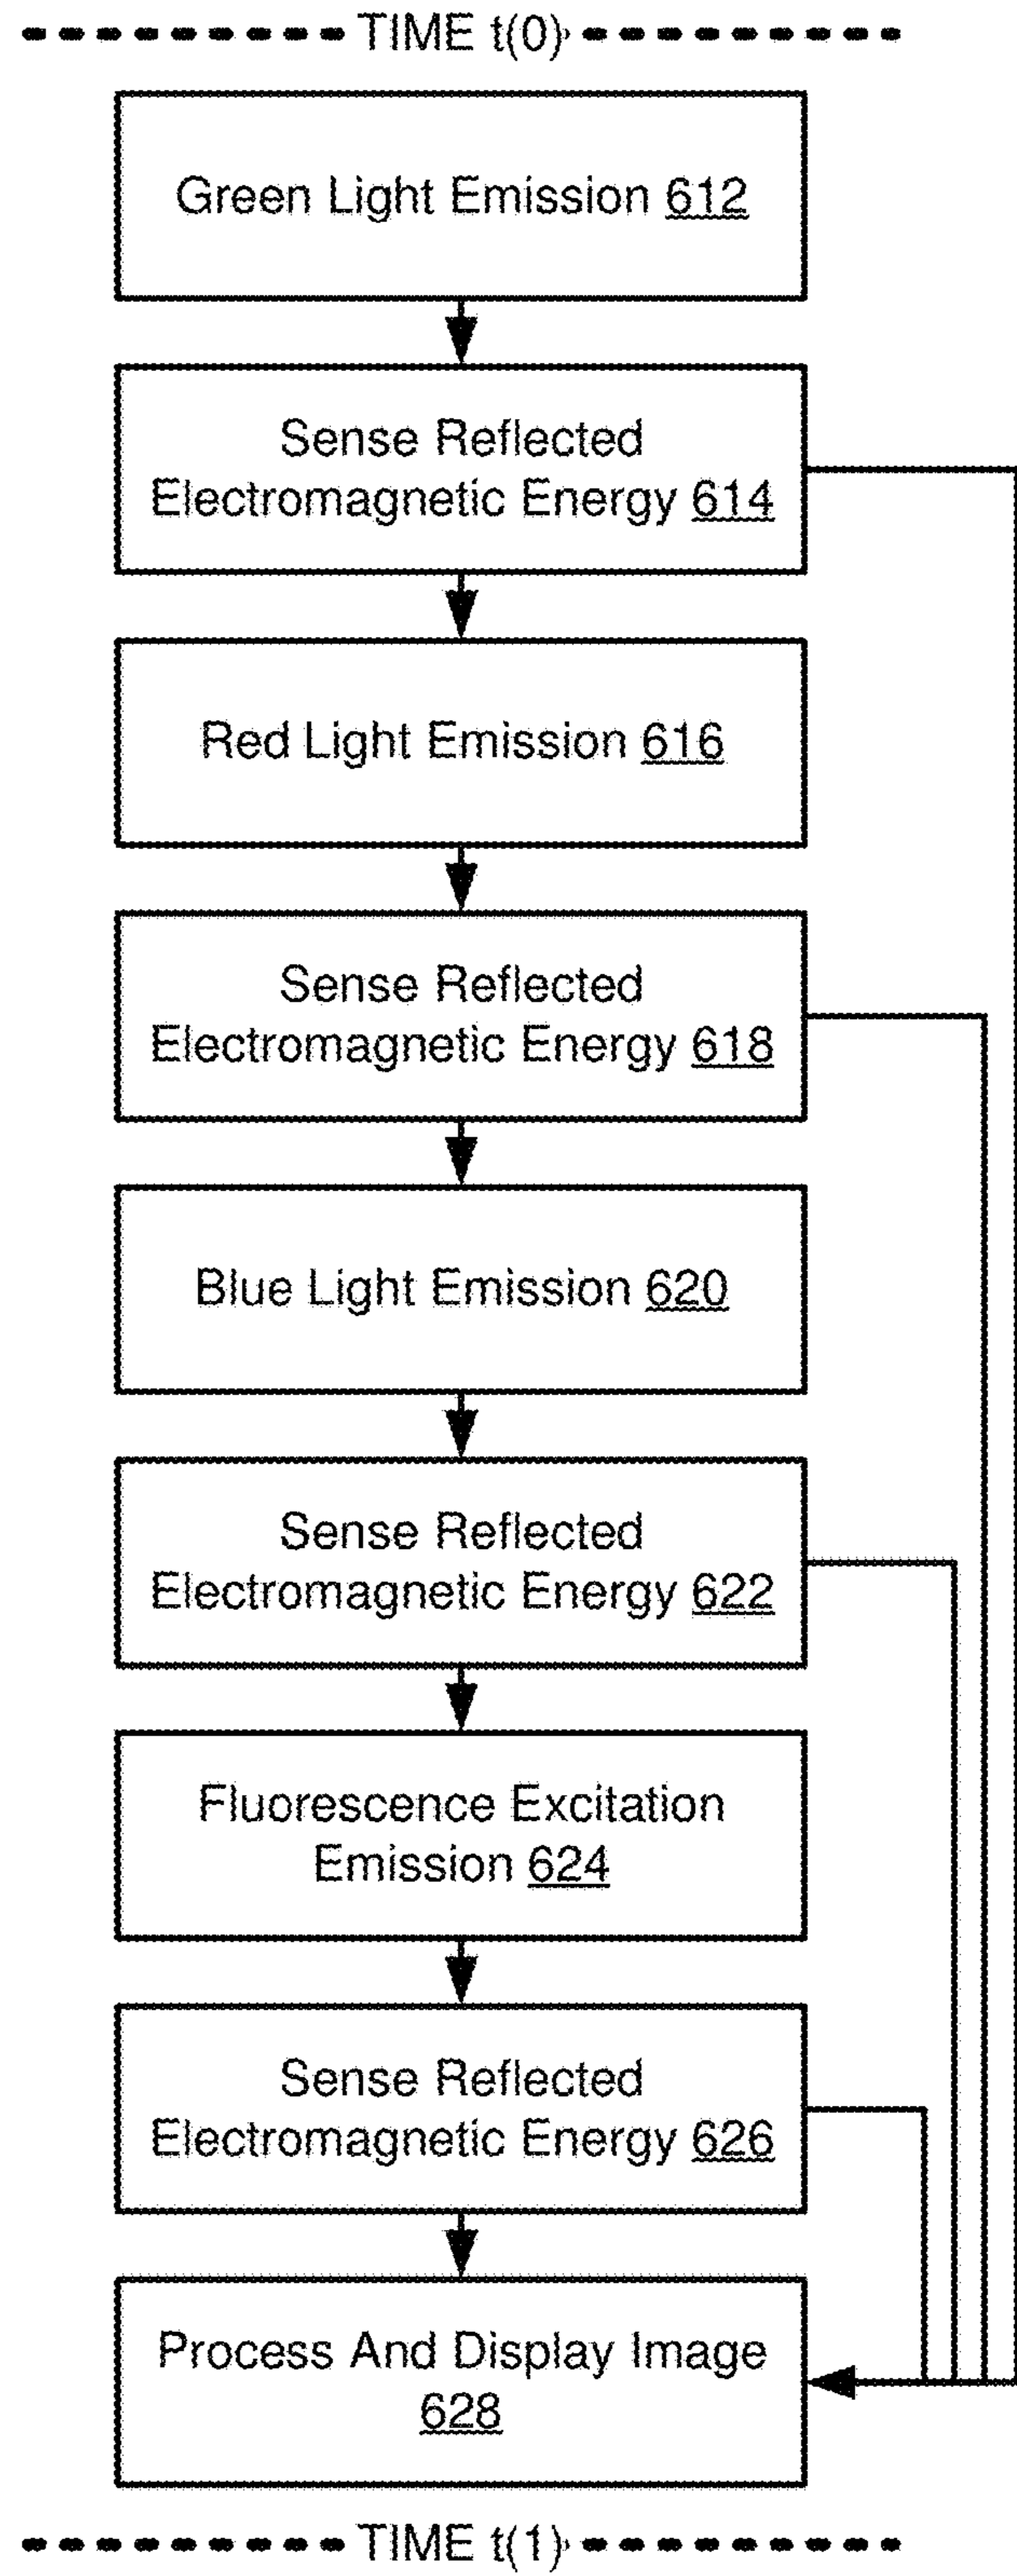 TIME t(0)
Green Light Emission 612
Sense Reflected
Electromagnetic Energy 614
Red Light Emission 616
Sense Reflected
Electromagnetic Energy 618
Blue Light Emission 620
Sense Reflected
Electromagnetic Energy 622
Fluorescence Excitation
Emission 624
Sense Reflected
Electromagnetic Energy 626
Process And Display Image
628
TIME t(1)